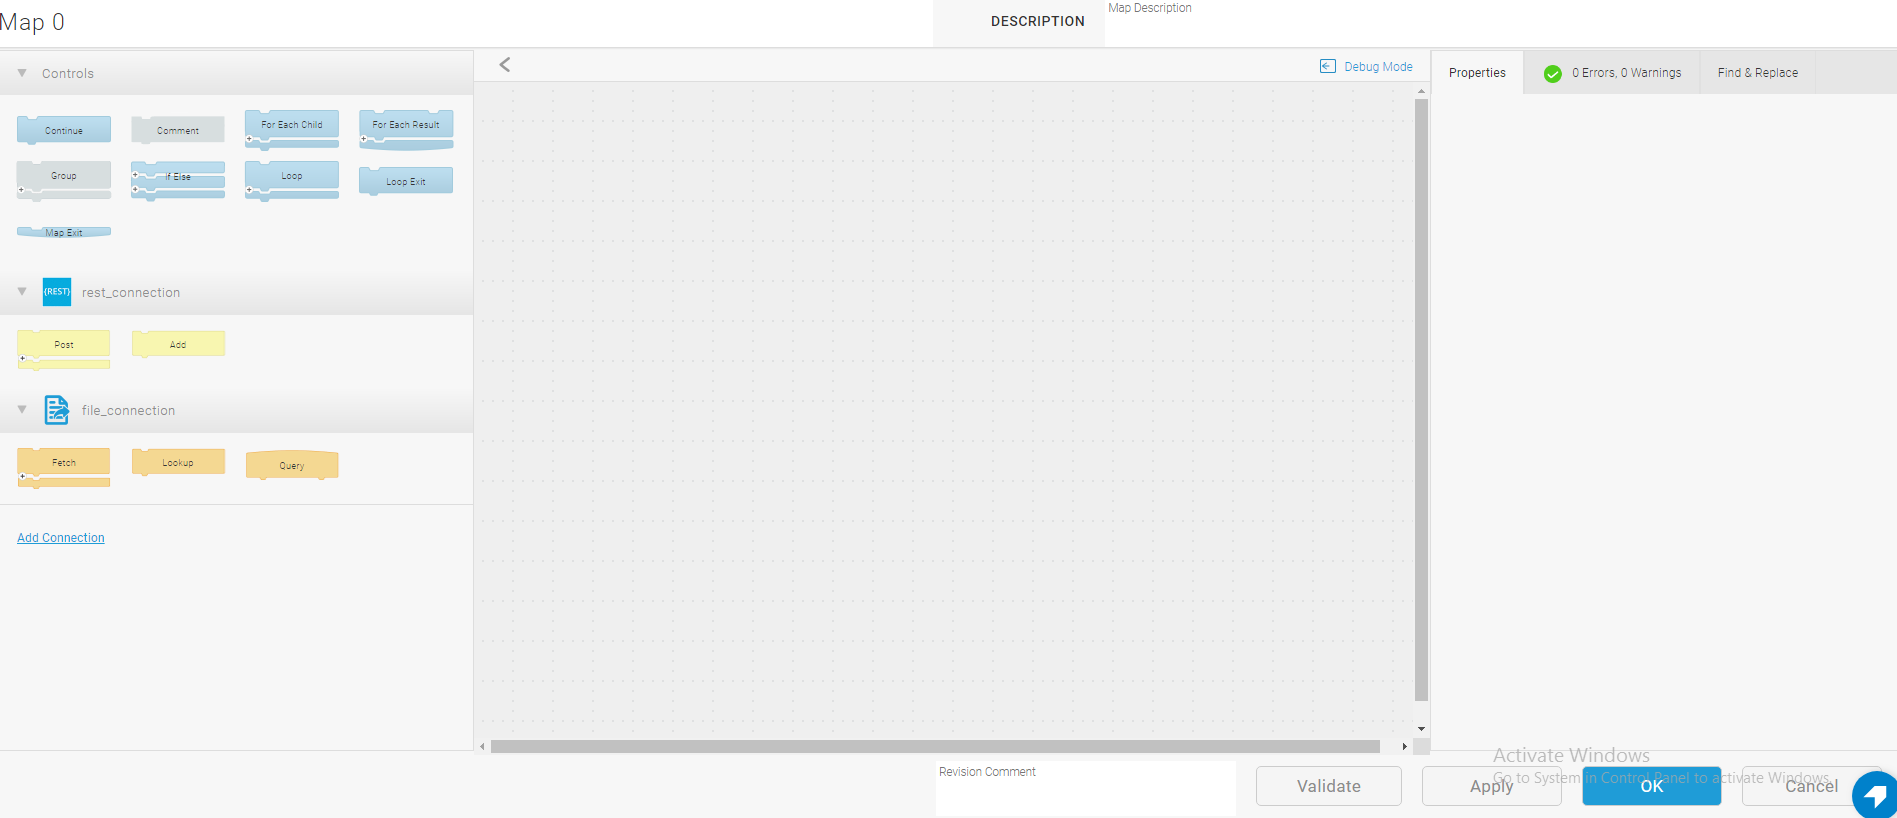 Map 0
DESCRIPTION
Map Description
Controls
Continue
Comment
For Each Child
For Each Result
Group
If Else
Loop
Loop Exit
Map Exit
{REST}
rest_connection
Post
Add
file_connection
Fetch
Lookup
Query
Add Connection
Debug Mode
Properties
0 Errors, 0 Warnings
Find & Replace
Revision Comment
Validate
Apply
OK
Cancel
Activate Windows
Go to System in Control Panel to activate Windows.